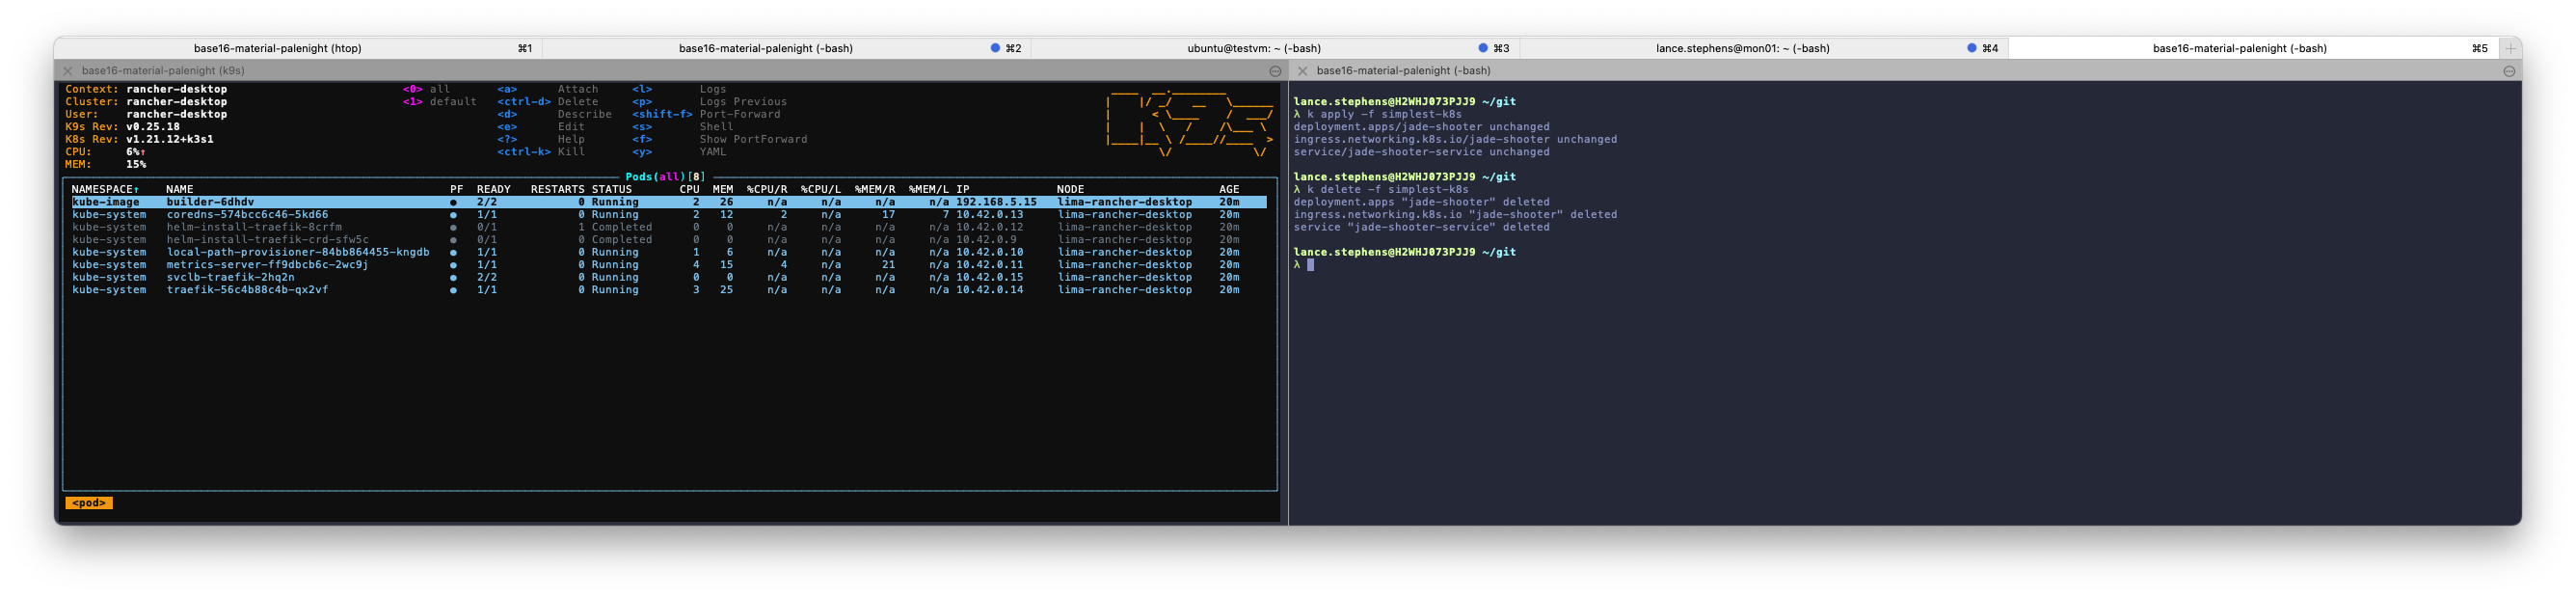 base16-material-palenight (htop) ⌘1 base16-material-palenight (-bash) ⌘2 ubuntu@testvm: ~ (-bash) ⌘3 lance.stephens@mon01: ~ (-bash) ⌘4 base16-material-palenight (-bash) ⌘5
base16-material-palenight (k9s)
Context: rancher-desktop <0> all <a> Attach <l> Logs
Cluster: rancher-desktop <1> default <ctrl-d> Delete <p> Logs Previous
User: rancher-desktop <d> Describe <shift-f> Port-Forward
K9s Rev: v0.25.18 <e> Edit <s> Shell
K8s Rev: v1.21.12+k3s1 <?> Help <f> Show PortForward
CPU: 6%↑ <ctrl-k> Kill <y> YAML
MEM: 15%
Pods(all)[8]
NAMESPACE↑ NAME PF READY RESTARTS STATUS CPU MEM %CPU/R %CPU/L %MEM/R %MEM/L IP NODE AGE
kube-image builder-6dhdv ● 2/2 0 Running 2 26 n/a n/a n/a n/a 192.168.5.15 lima-rancher-desktop 20m
kube-system coredns-574bcc6c46-5kd66 ● 1/1 0 Running 2 12 2 n/a 17 7 10.42.0.13 lima-rancher-desktop 20m
kube-system helm-install-traefik-8crfm ● 0/1 1 Completed 0 0 n/a n/a n/a n/a 10.42.0.12 lima-rancher-desktop 20m
kube-system helm-install-traefik-crd-sfw5c ● 0/1 0 Completed 0 0 n/a n/a n/a n/a 10.42.0.9 lima-rancher-desktop 20m
kube-system local-path-provisioner-84bb864455-kngdb ● 1/1 0 Running 1 6 n/a n/a n/a n/a 10.42.0.10 lima-rancher-desktop 20m
kube-system metrics-server-ff9dbcb6c-2wc9j ● 1/1 0 Running 4 15 4 n/a 21 n/a 10.42.0.11 lima-rancher-desktop 20m
kube-system svclb-traefik-2hq2n ● 2/2 0 Running 0 0 n/a n/a n/a n/a 10.42.0.15 lima-rancher-desktop 20m
kube-system traefik-56c4b88c4b-qx2vf ● 1/1 0 Running 3 25 n/a n/a n/a n/a 10.42.0.14 lima-rancher-desktop 20m
<pod>
base16-material-palenight (-bash)
lance.stephens@H2WHJ073PJJ9 ~/git
λ k apply -f simplest-k8s
deployment.apps/jade-shooter unchanged
ingress.networking.k8s.io/jade-shooter unchanged
service/jade-shooter-service unchanged
lance.stephens@H2WHJ073PJJ9 ~/git
λ k delete -f simplest-k8s
deployment.apps "jade-shooter" deleted
ingress.networking.k8s.io "jade-shooter" deleted
service "jade-shooter-service" deleted
lance.stephens@H2WHJ073PJJ9 ~/git
λ